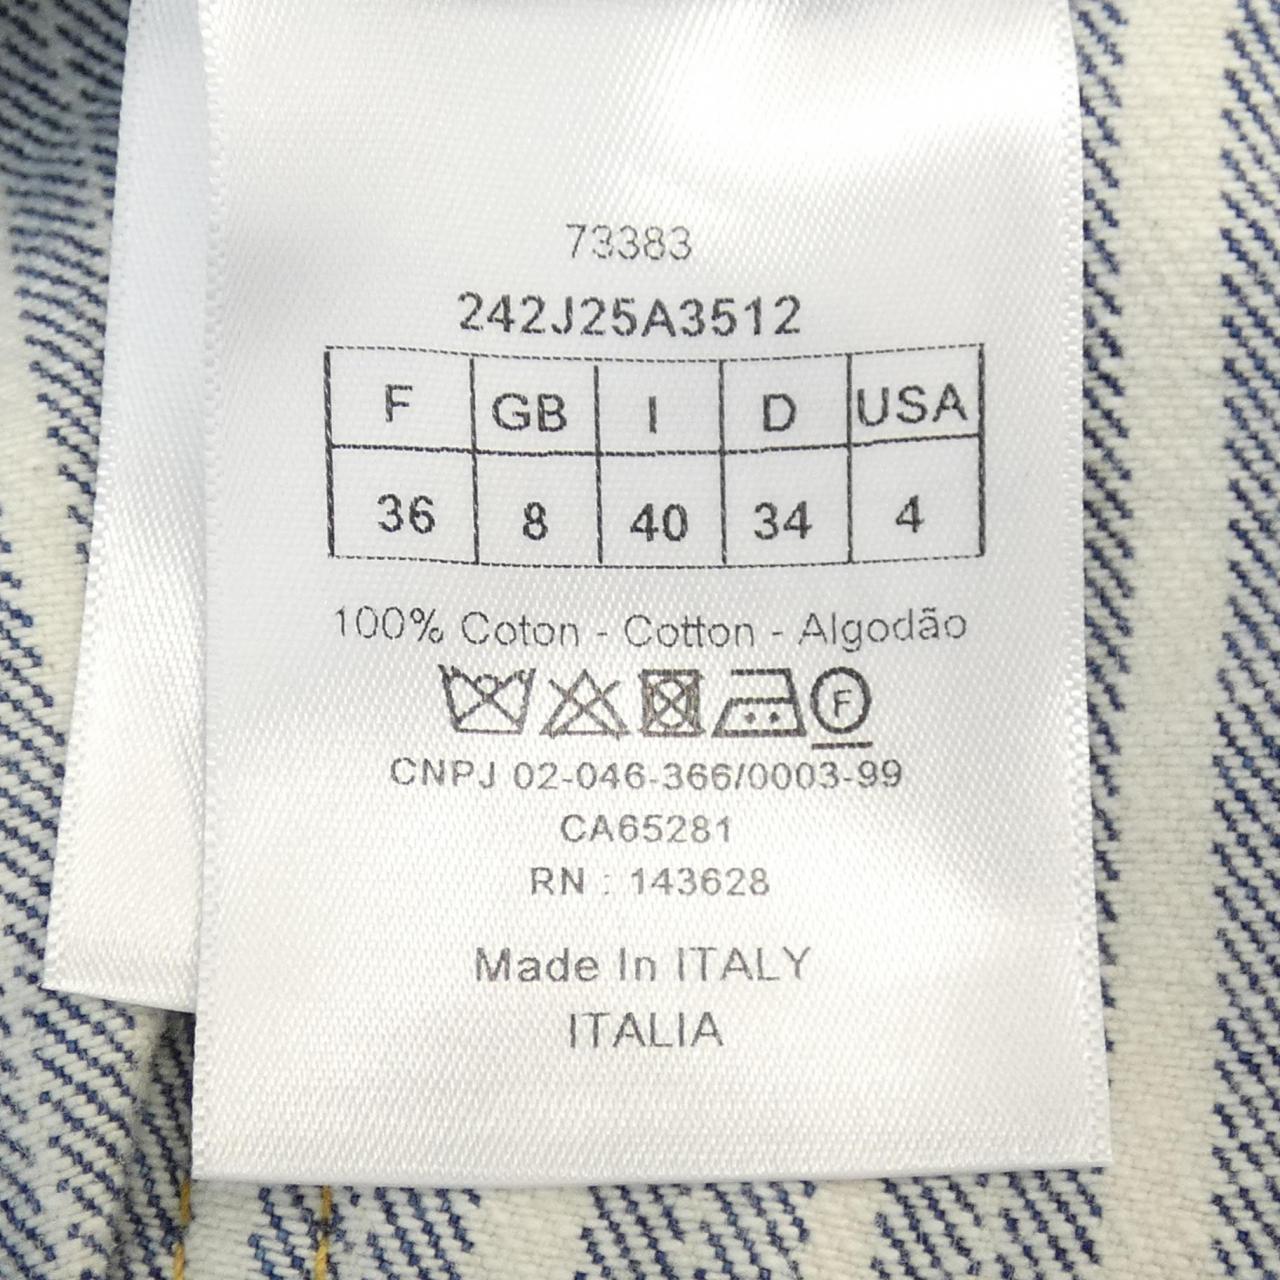 73383
242J25A3512
F GB I D USA
36 8 40 34 4
100% Coton - Cotton - Algodão
F
CNPJ 02-046-366/0003-99
CA65281
RN : 143628
Made In ITALY
ITALIA